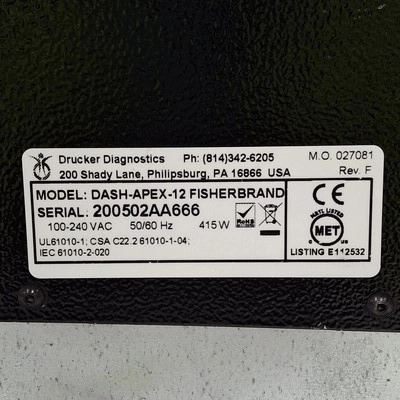 Drucker Diagnostics Ph: (814)342-6205 M.O. 027081
200 Shady Lane, Philipsburg, PA 16866 USA Rev. F
MODEL: DASH-APEX-12 FISHERBRAND
SERIAL. 200502AA666
100-240 VAC 50/60 Hz 415 W
UL61010-1; CSA C22.2 61010-1-04;
IEC 61010-2-020
RoHS
CE
MET
LISTING E112532